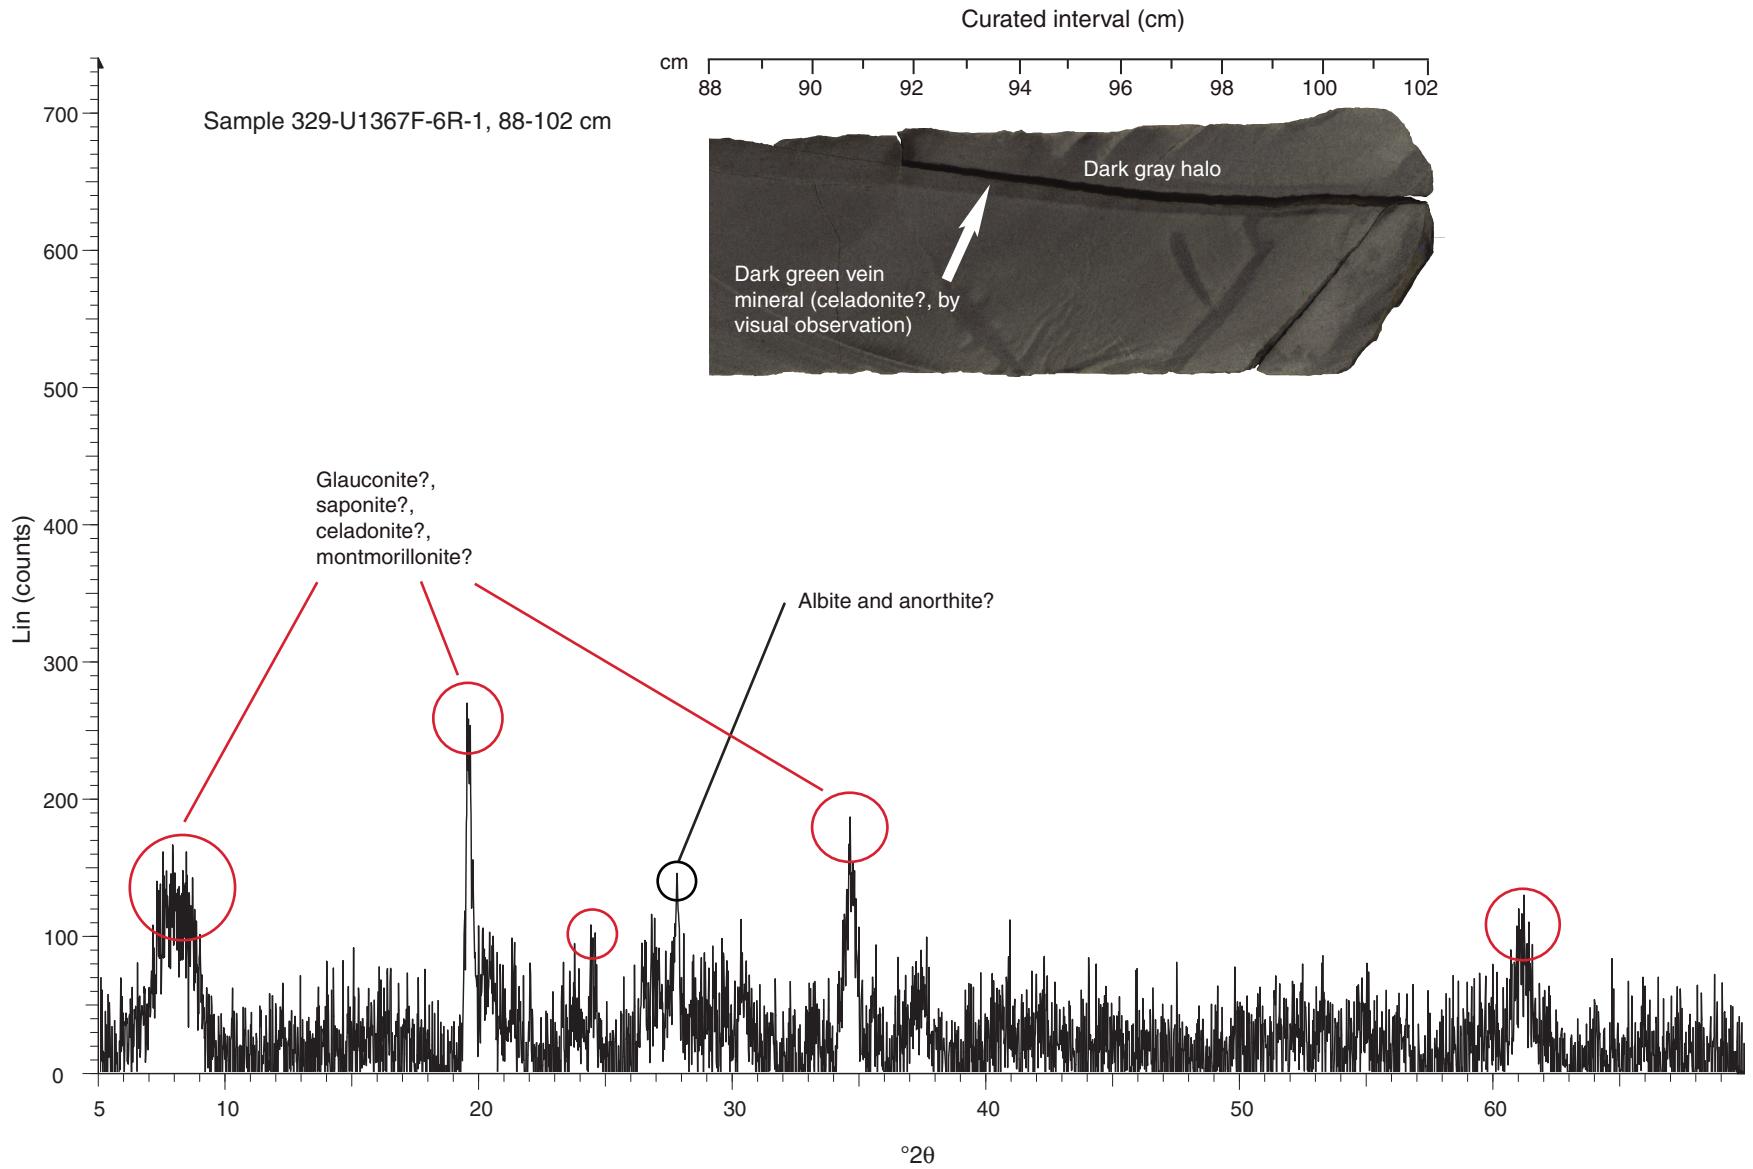 Curated interval (cm)
cm
88 90 92 94 96 98 100 102
Sample 329-U1367F-6R-1, 88-102 cm
Dark gray halo
Dark green vein
mineral (celadonite?, by
visual observation)
Glauconite?,
saponite?,
celadonite?,
montmorillonite?
Albite and anorthite?
Lin (counts)
700
600
500
400
300
200
100
0
5 10 20 30 40 50 60
°2θ